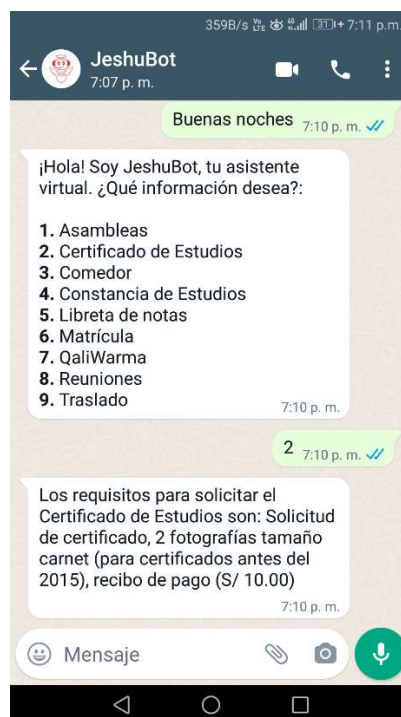 359B/s 31 7:11 p.m.
JeshuBot
7:07 p. m.
Buenas noches 7:10 p. m.
¡Hola! Soy JeshuBot, tu asistente
virtual. ¿Qué información desea?:
1. Asambleas
2. Certificado de Estudios
3. Comedor
4. Constancia de Estudios
5. Libreta de notas
6. Matrícula
7. QaliWarma
8. Reuniones
9. Traslado
7:10 p. m.
2 7:10 p. m.
Los requisitos para solicitar el
Certificado de Estudios son: Solicitud
de certificado, 2 fotografías tamaño
carnet (para certificados antes del
2015), recibo de pago (S/ 10.00)
7:10 p. m.
Mensaje